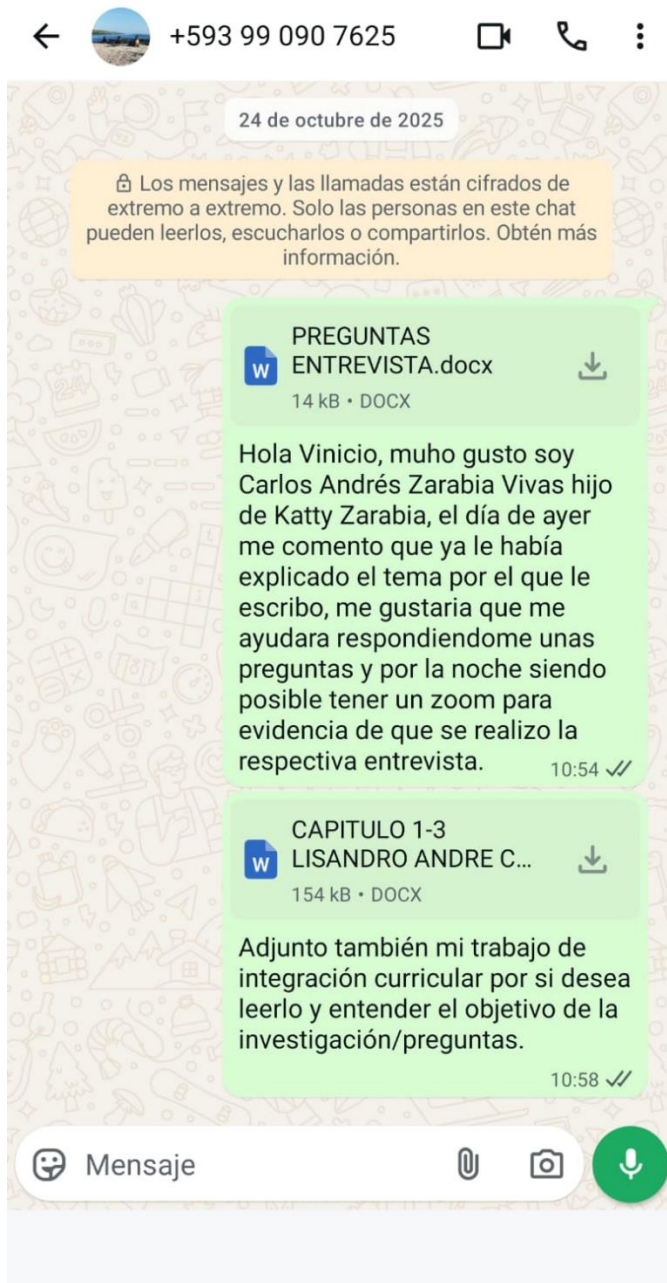 +593 99 090 7625
24 de octubre de 2025
Los mensajes y las llamadas están cifrados de
extremo a extremo. Solo las personas en este chat
pueden leerlos, escucharlos o compartirlos. Obtén más
información.
PREGUNTAS
W ENTREVISTA.docx
14 kB • DOCX
Hola Vinicio, muho gusto soy
Carlos Andrés Zarabia Vivas hijo
de Katty Zarabia, el día de ayer
me comento que ya le había
explicado el tema por el que le
escribo, me gustaria que me
ayudara respondiendome unas
preguntas y por la noche siendo
posible tener un zoom para
evidencia de que se realizo la
respectiva entrevista. 10:54
CAPITULO 1-3
W LISANDRO ANDRE C...
154 kB • DOCX
Adjunto también mi trabajo de
integración curricular por si desea
leerlo y entender el objetivo de la
investigación/preguntas.
10:58
Mensaje